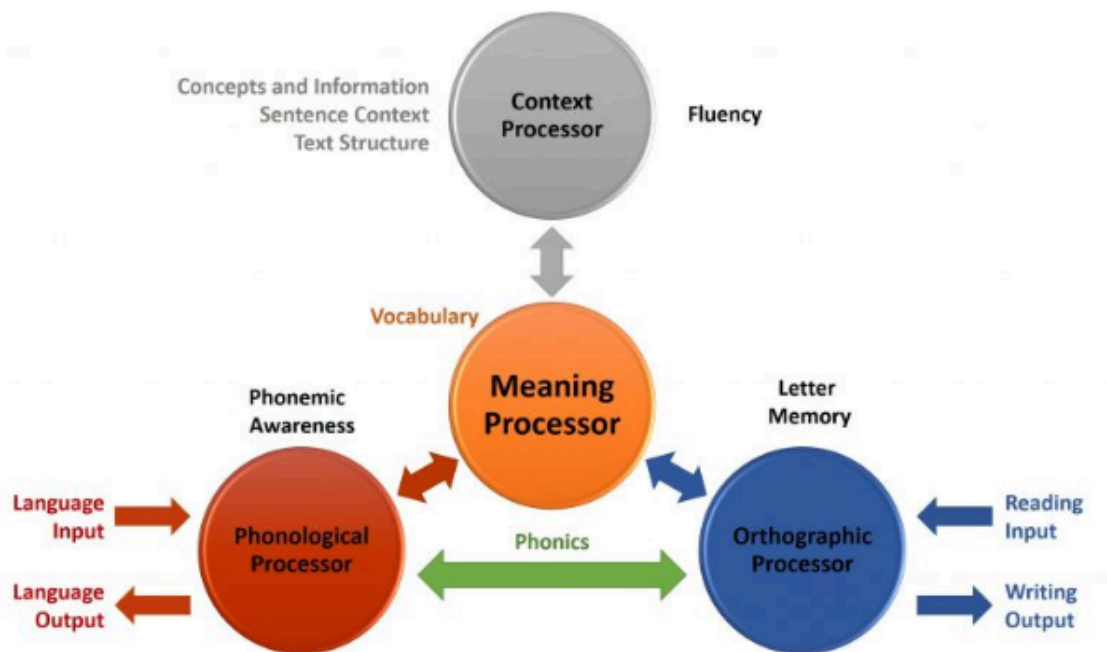 Concepts and Information
Sentence Context
Text Structure
Context
Processor
Fluency
Vocabulary
Meaning
Processor
Phonemic
Awareness
Letter
Memory
Language
Input
Phonological
Processor
Language
Output
Phonics
Orthographic
Processor
Reading
Input
Writing
Output